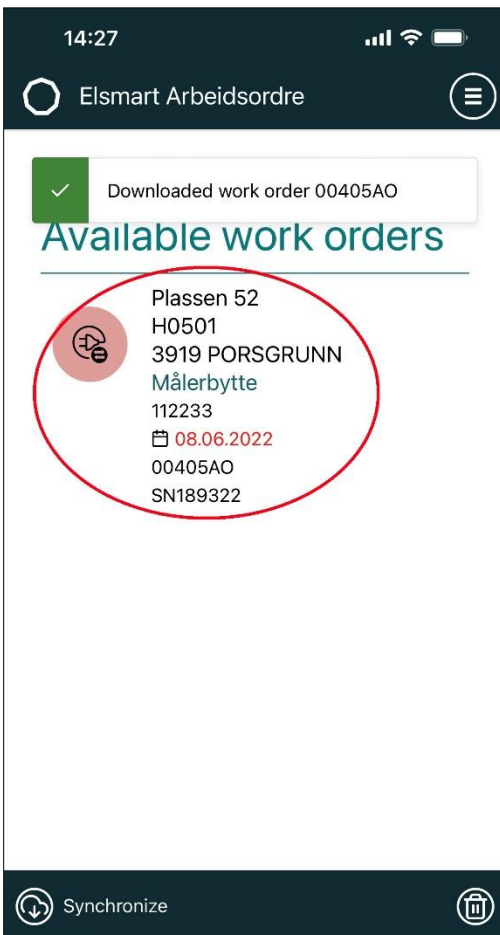 14:27
Elsmart Arbeidsordre
Downloaded work order 00405AO
Available work orders
Plassen 52
H0501
3919 PORSGRUNN
Målerbytte
112233
08.06.2022
00405AO
SN189322
Synchronize